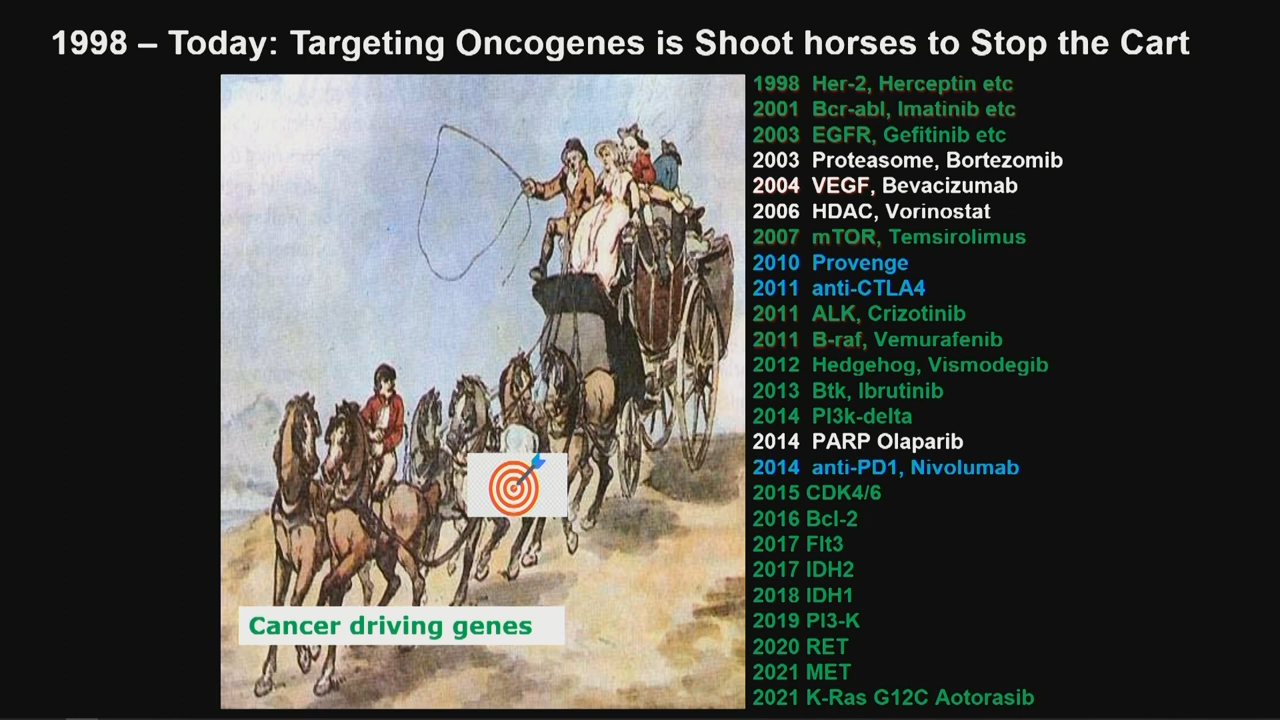 1998 – Today: Targeting Oncogenes is Shoot horses to Stop the Cart
1998 Her-2, Herceptin etc
2001 Bcr-abl, Imatinib etc
2003 EGFR, Gefitinib etc
2003 Proteasome, Bortezomib
2004 VEGF, Bevacizumab
2006 HDAC, Vorinostat
2007 mTOR, Temsirolimus
2010 Provenge
2011 anti-CTLA4
2011 ALK, Crizotinib
2011 B-raf, Vemurafenib
2012 Hedgehog, Vismodegib
2013 Btk, Ibrutinib
2014 PI3k-delta
2014 PARP Olaparib
2014 anti-PD1, Nivolumab
2015 CDK4/6
2016 Bcl-2
2017 Flt3
2017 IDH2
2018 IDH1
2019 PI3-K
2020 RET
2021 MET
2021 K-Ras G12C Aotorasib
Cancer driving genes